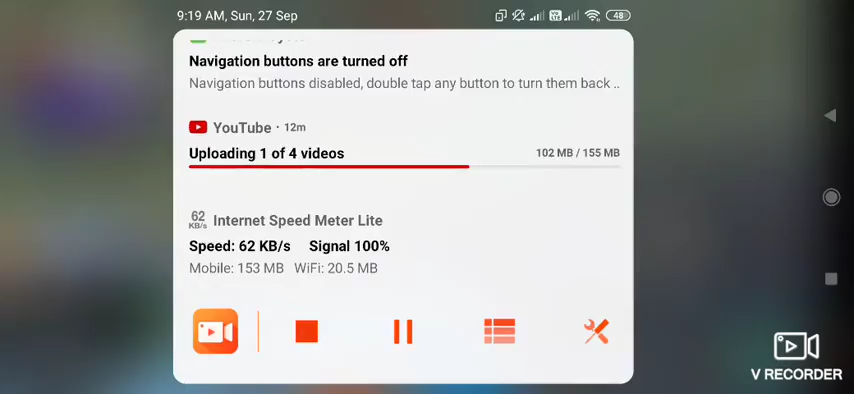 9:19 AM, Sun, 27 Sep
48
Navigation buttons are turned off
Navigation buttons disabled, double tap any button to turn them back ..
YouTube · 12m
Uploading 1 of 4 videos
102 MB / 155 MB
62 KB/s
Internet Speed Meter Lite
Speed: 62 KB/s Signal 100%
Mobile: 153 MB WiFi: 20.5 MB
V RECORDER